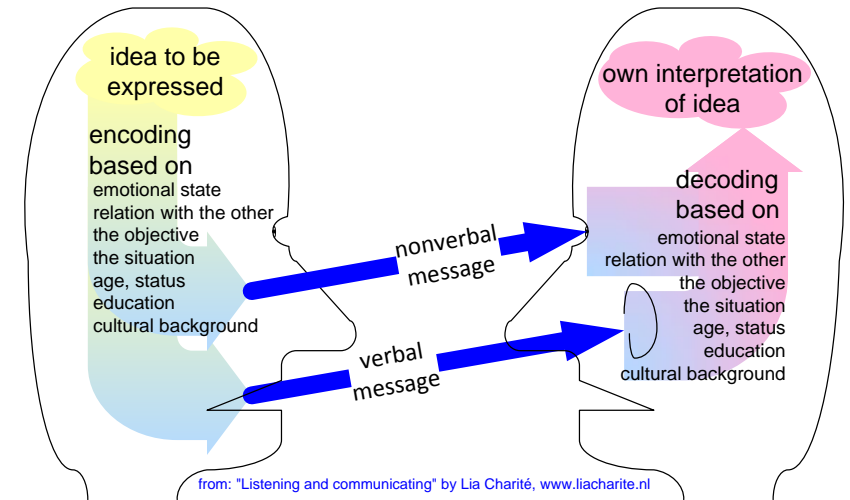 idea to be
expressed
encoding
based on
emotional state
relation with the other
the objective
the situation
age, status
education
cultural background
nonverbal
message
verbal
message
own interpretation
of idea
decoding
based on
emotional state
relation with the other
the objective
the situation
age, status
education
cultural background
from: "Listening and communicating" by Lia Charité, www.liacharite.nl